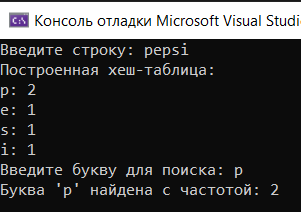 Консоль отладки Microsoft Visual Studi
Введите строку: pepsi
Построенная хеш-таблица:
p: 2
e: 1
s: 1
i: 1
Введите букву для поиска: p
Буква 'p' найдена с частотой: 2